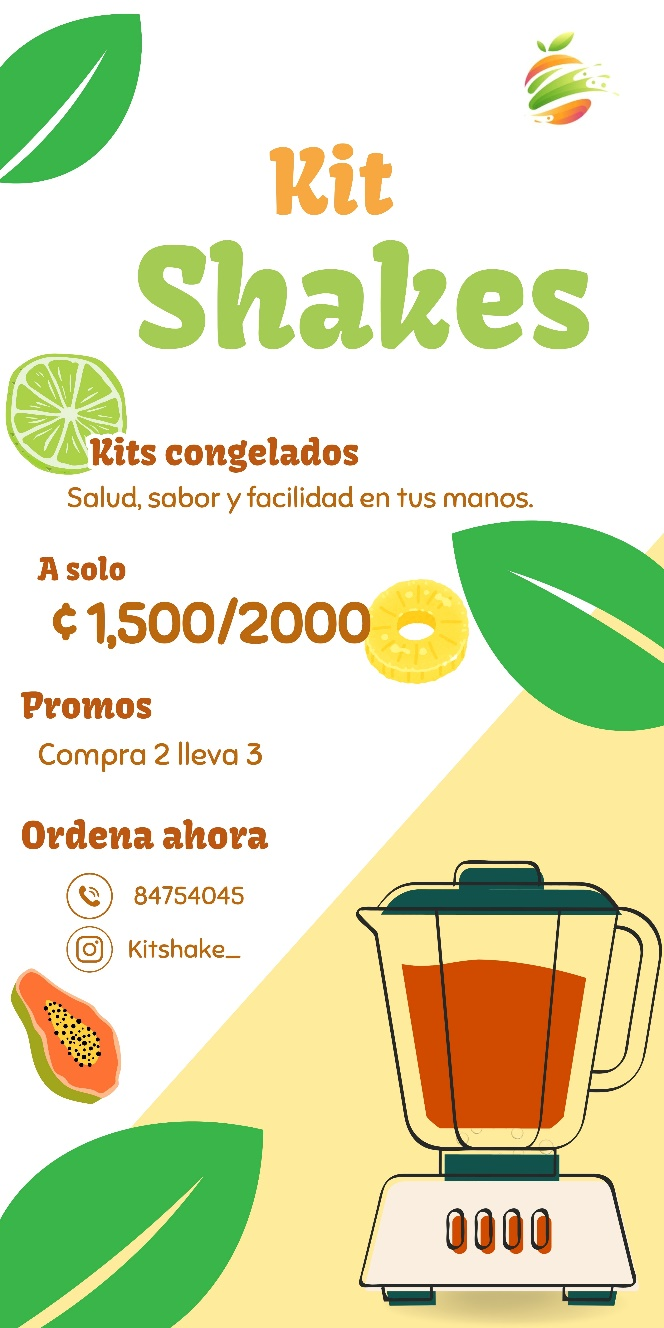 Kit
Shakes
Kits congelados
Salud, sabor y facilidad en tus manos.
A solo
¢ 1,500/2000
Promos
Compra 2 lleva 3
Ordena ahora
84754045
Kitshake_